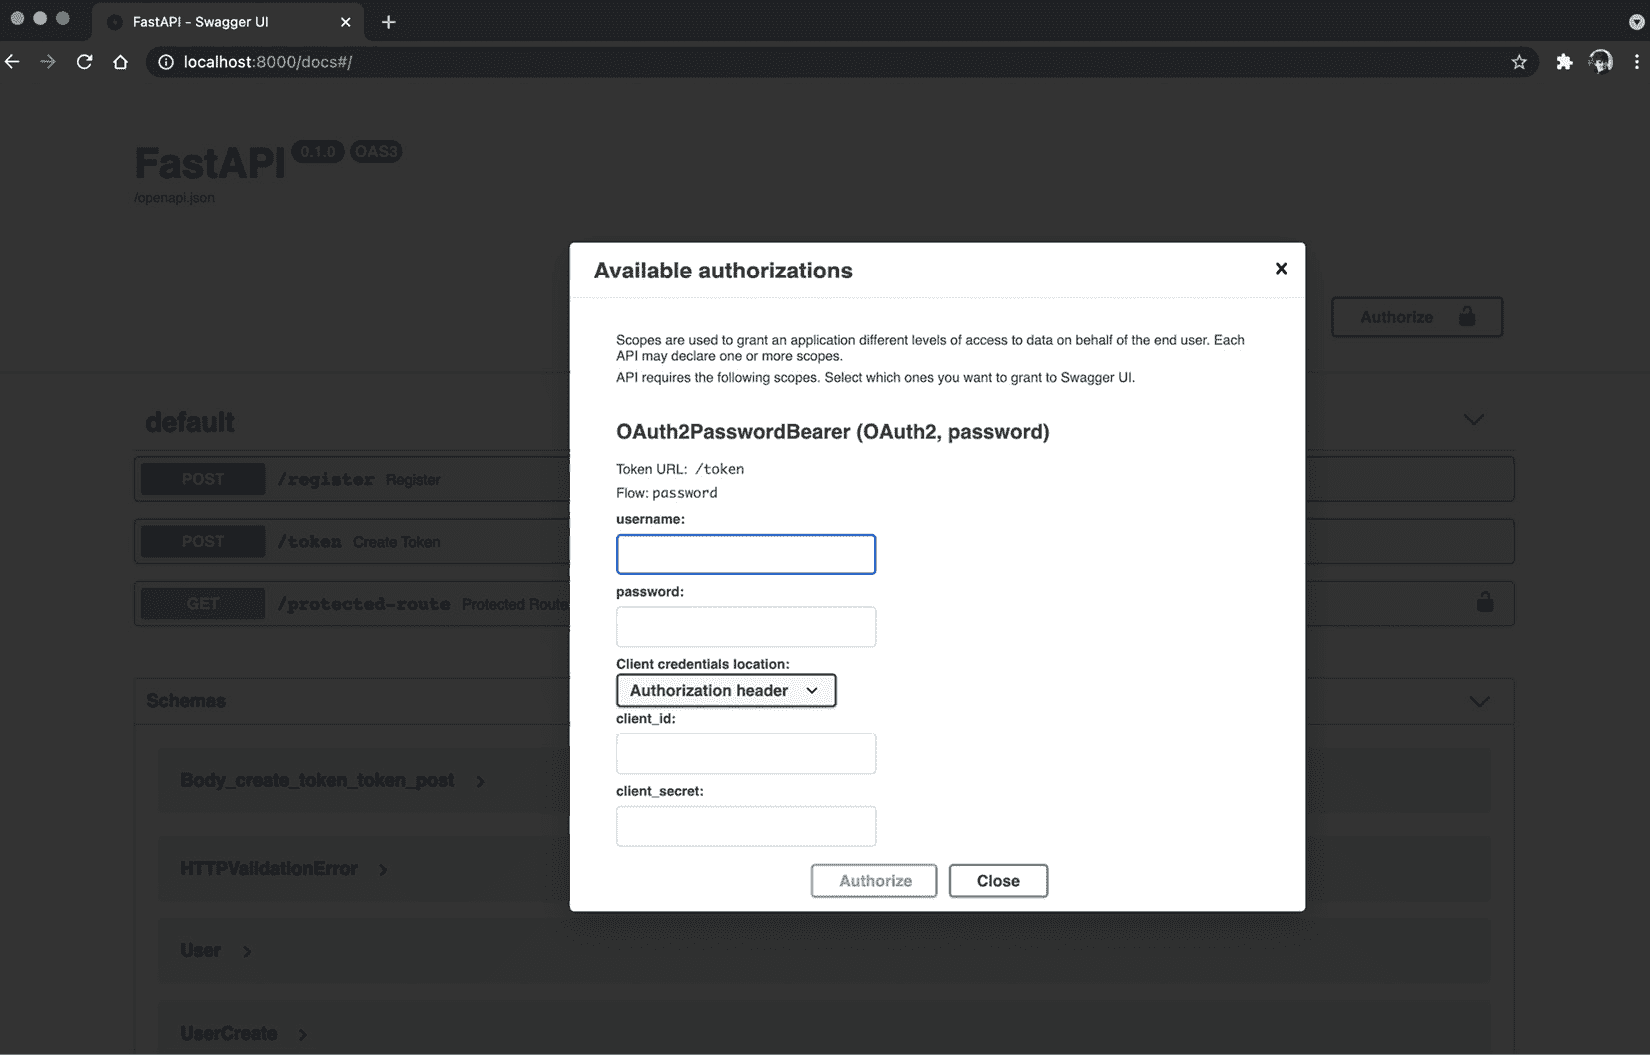 FastAPI - Swagger UI
localhost:8000/docs#/
FastAPI 0.1.0 OAS3
/openapi.json
Available authorizations
Authorize
Scopes are used to grant an application different levels of access to data on behalf of the end user. Each
API may declare one or more scopes.
API requires the following scopes. Select which ones you want to grant to Swagger UI.
default
OAuth2PasswordBearer (OAuth2, password)
Token URL: /token
Flow: password
username:
password:
Client credentials location:
Authorization header
client_id:
client_secret:
Authorize
Close
POST /register Register
POST /token Create Token
GET /protected-route Protected Route
Schemas
Body_create_token_token_post
HTTPValidationError
User
UserCreate